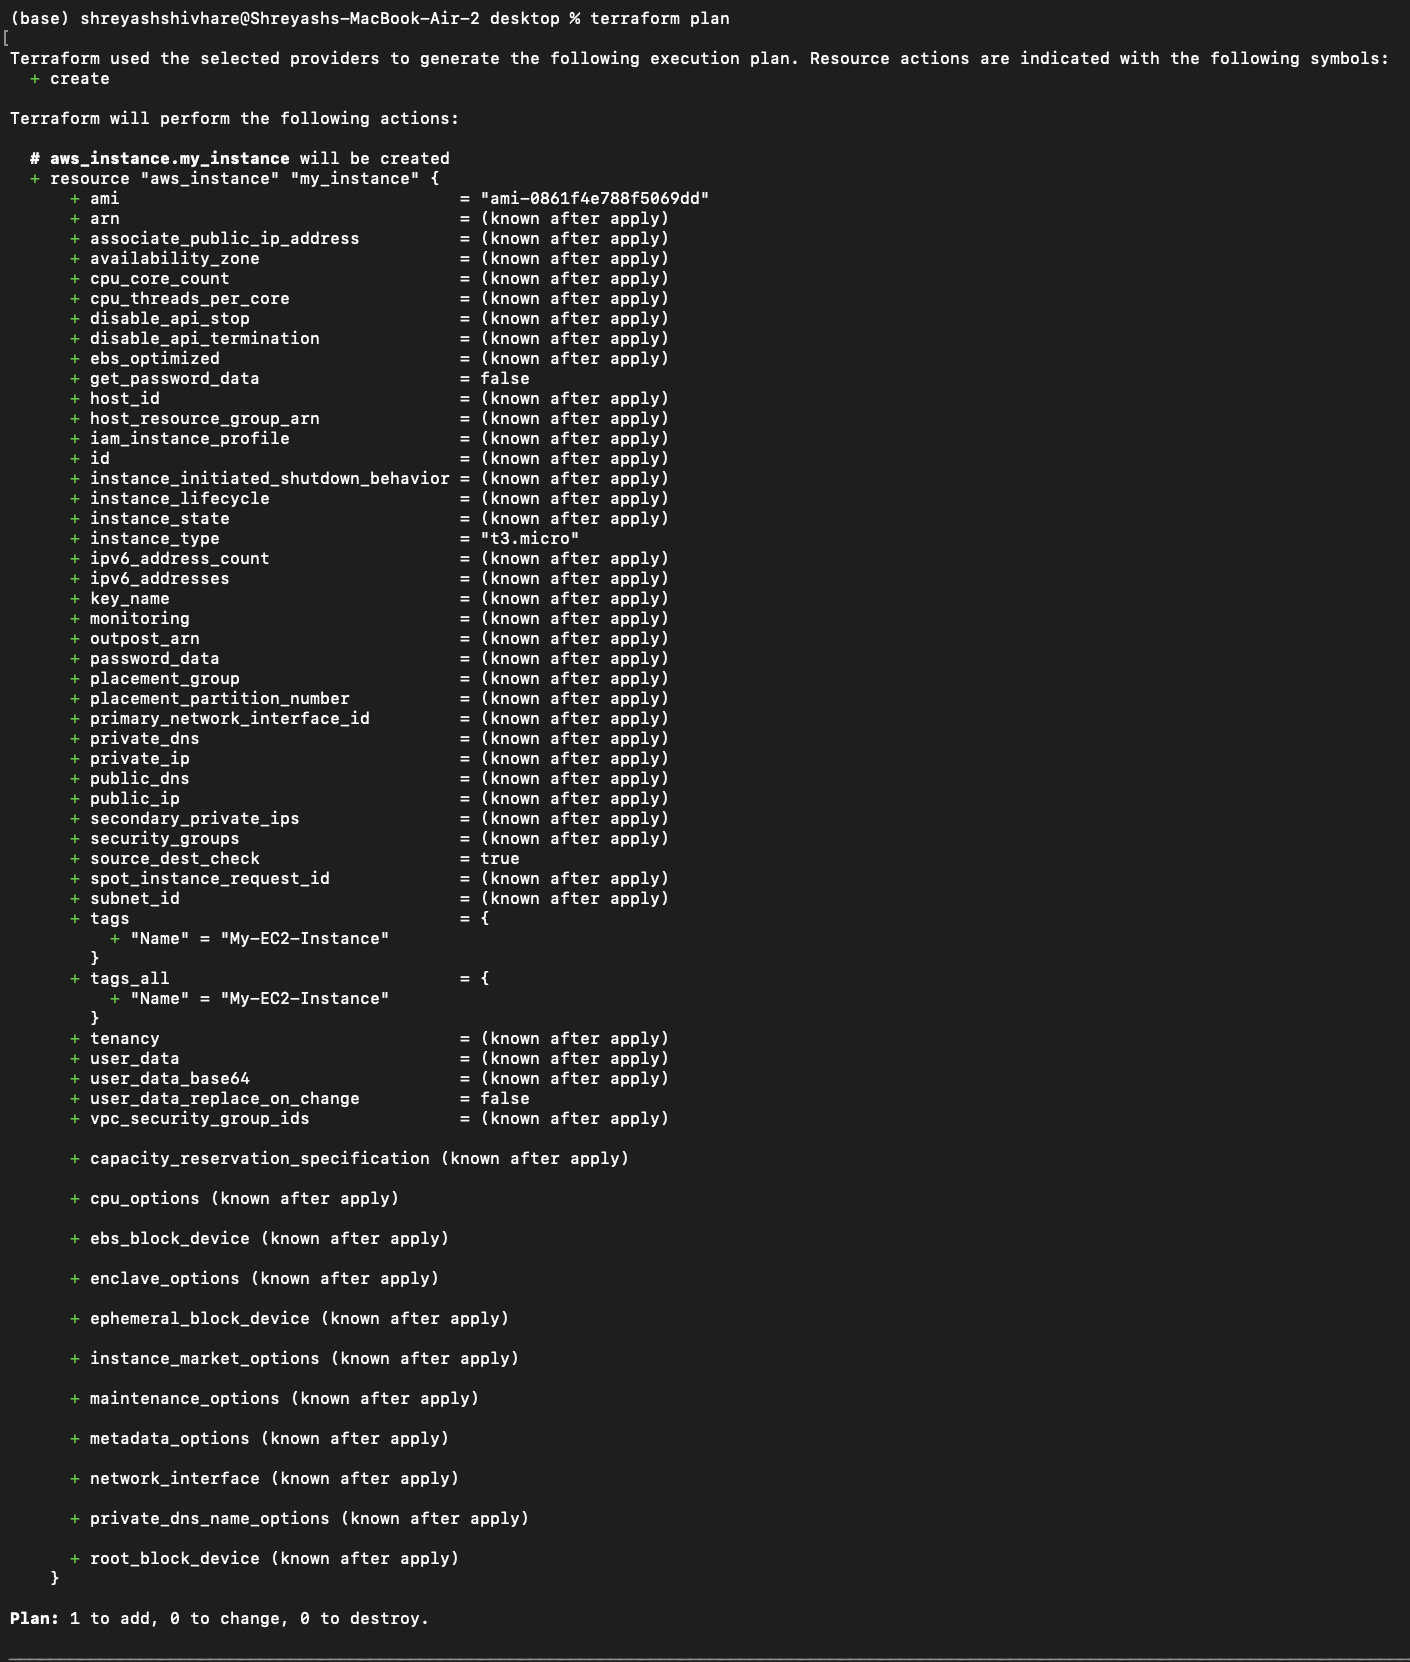 (base) shreyashshivhare@Shreyashs-MacBook-Air-2 desktop % terraform plan
[
Terraform used the selected providers to generate the following execution plan. Resource actions are indicated with the following symbols:
  + create

Terraform will perform the following actions:

  # aws_instance.my_instance will be created
  + resource "aws_instance" "my_instance" {
      + ami                                  = "ami-0861f4e788f5069dd"
      + arn                                  = (known after apply)
      + associate_public_ip_address          = (known after apply)
      + availability_zone                    = (known after apply)
      + cpu_core_count                       = (known after apply)
      + cpu_threads_per_core                 = (known after apply)
      + disable_api_stop                     = (known after apply)
      + disable_api_termination              = (known after apply)
      + ebs_optimized                        = (known after apply)
      + get_password_data                    = false
      + host_id                              = (known after apply)
      + host_resource_group_arn              = (known after apply)
      + iam_instance_profile                 = (known after apply)
      + id                                   = (known after apply)
      + instance_initiated_shutdown_behavior = (known after apply)
      + instance_lifecycle                   = (known after apply)
      + instance_state                       = (known after apply)
      + instance_type                        = "t3.micro"
      + ipv6_address_count                   = (known after apply)
      + ipv6_addresses                       = (known after apply)
      + key_name                             = (known after apply)
      + monitoring                           = (known after apply)
      + outpost_arn                          = (known after apply)
      + password_data                        = (known after apply)
      + placement_group                      = (known after apply)
      + placement_partition_number           = (known after apply)
      + primary_network_interface_id         = (known after apply)
      + private_dns                          = (known after apply)
      + private_ip                           = (known after apply)
      + public_dns                           = (known after apply)
      + public_ip                            = (known after apply)
      + secondary_private_ips                = (known after apply)
      + security_groups                      = (known after apply)
      + source_dest_check                    = true
      + spot_instance_request_id             = (known after apply)
      + subnet_id                            = (known after apply)
      + tags                                 = {
          + "Name" = "My-EC2-Instance"
        }
      + tags_all                             = {
          + "Name" = "My-EC2-Instance"
        }
      + tenancy                              = (known after apply)
      + user_data                            = (known after apply)
      + user_data_base64                     = (known after apply)
      + user_data_replace_on_change          = false
      + vpc_security_group_ids               = (known after apply)

      + capacity_reservation_specification (known after apply)

      + cpu_options (known after apply)

      + ebs_block_device (known after apply)

      + enclave_options (known after apply)

      + ephemeral_block_device (known after apply)

      + instance_market_options (known after apply)

      + maintenance_options (known after apply)

      + metadata_options (known after apply)

      + network_interface (known after apply)

      + private_dns_name_options (known after apply)

      + root_block_device (known after apply)
    }

Plan: 1 to add, 0 to change, 0 to destroy.